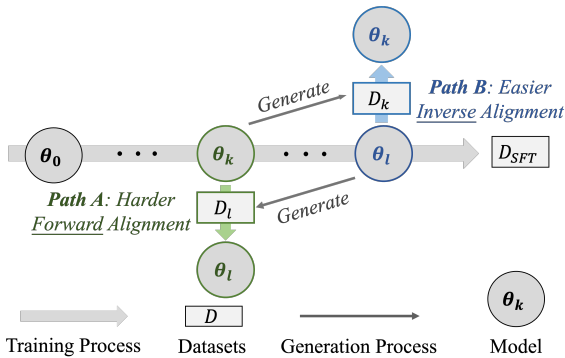 θk
Generate
Dk
Path B: Easier
Inverse Alignment
θ0
• • •
θk
• • •
θl
DSFT
Path A: Harder
Forward Alignment
Dl
Generate
θl
D
θk
Training Process
Datasets
Generation Process
Model